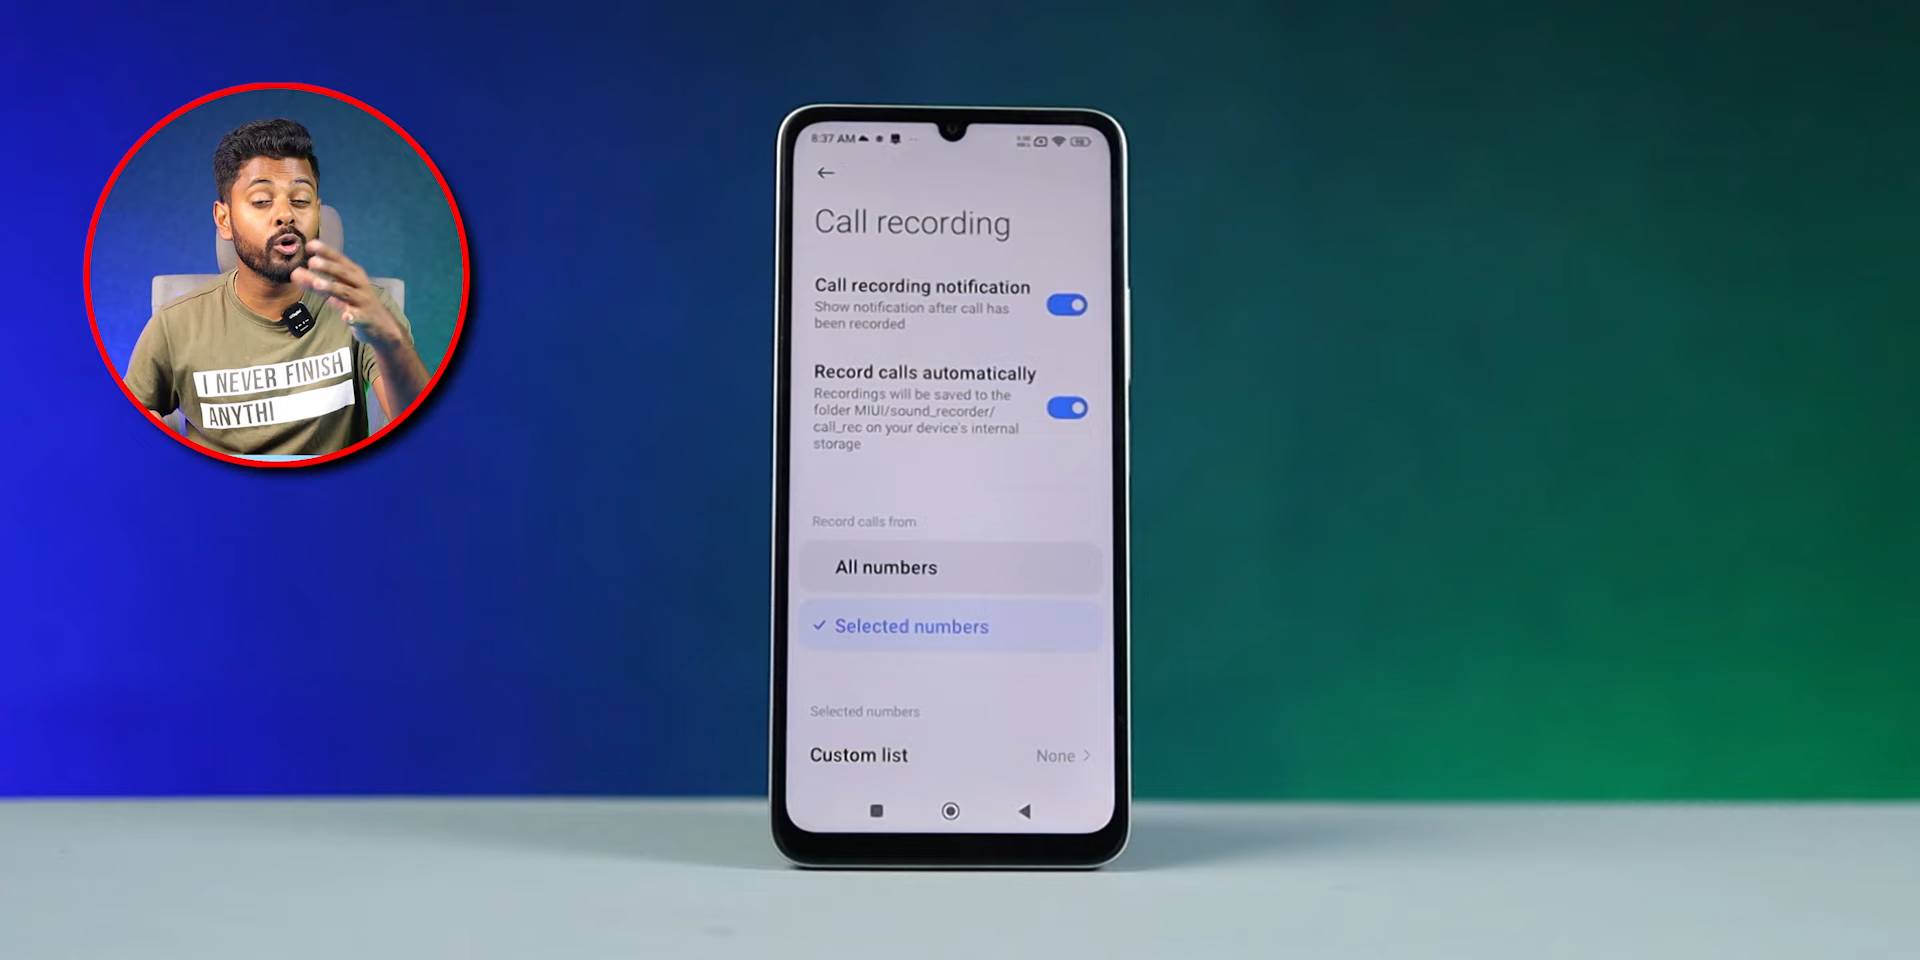 I NEVER FINISH
ANYTHI
8:37 AM
Call recording
Call recording notification
Show notification after call has
been recorded
Record calls automatically
Recordings will be saved to the
folder MIUI/sound_recorder/
call_rec on your device's internal
storage
Record calls from
All numbers
Selected numbers
Selected numbers
Custom list None